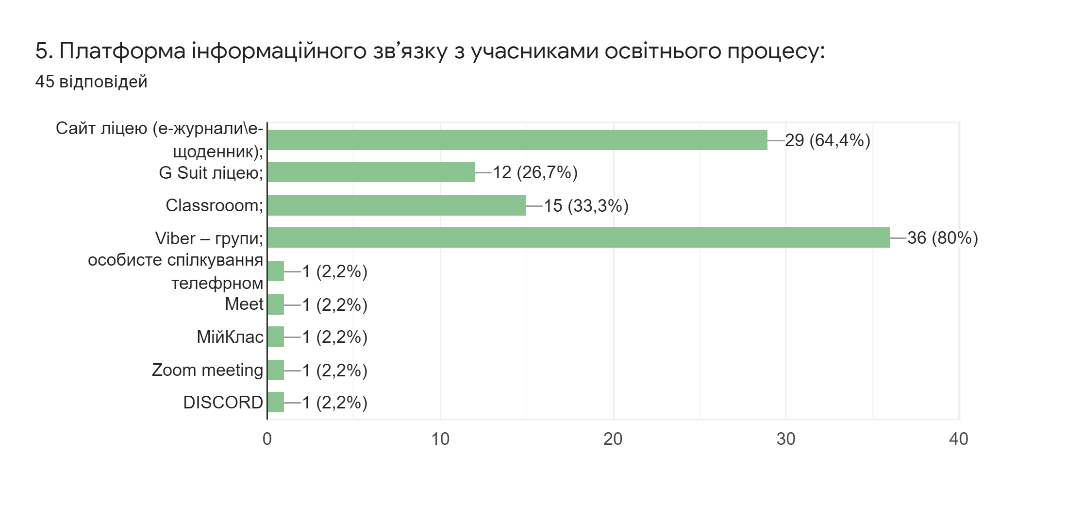 5. Платформа інформаційного зв’язку з учасниками освітнього процесу:
45 відповідей
Сайт ліцею (е-журнали\е-
щоденник);
29 (64,4%)
G Suit ліцею;
12 (26,7%)
Classrooom;
15 (33,3%)
Viber – групи;
36 (80%)
особисте спілкування
телефрном
1 (2,2%)
Meet
1 (2,2%)
МійКлас
1 (2,2%)
Zoom meeting
1 (2,2%)
DISCORD
1 (2,2%)
0 10 20 30 40